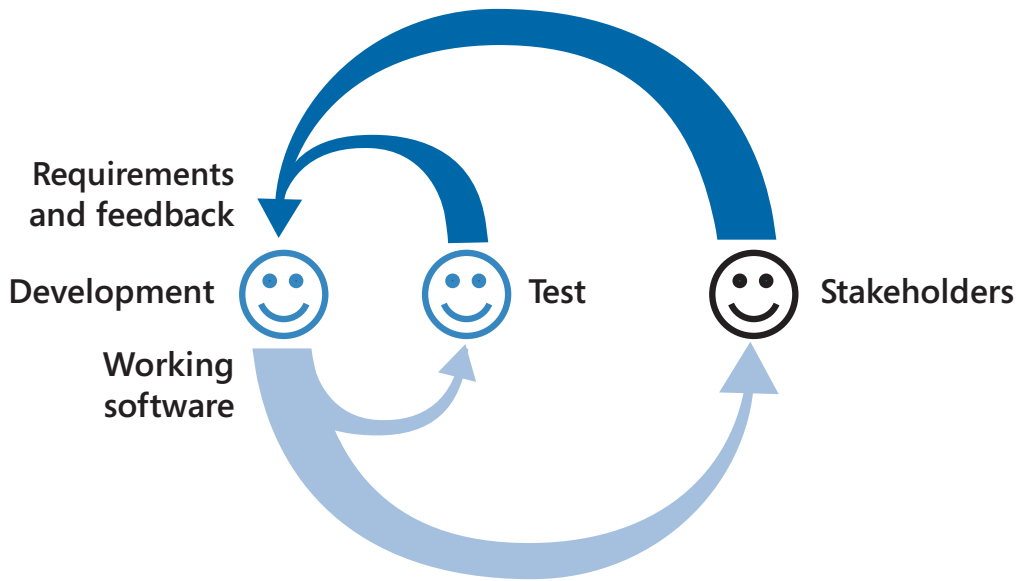 Requirements
and feedback
Development
Test
Stakeholders
Working
software